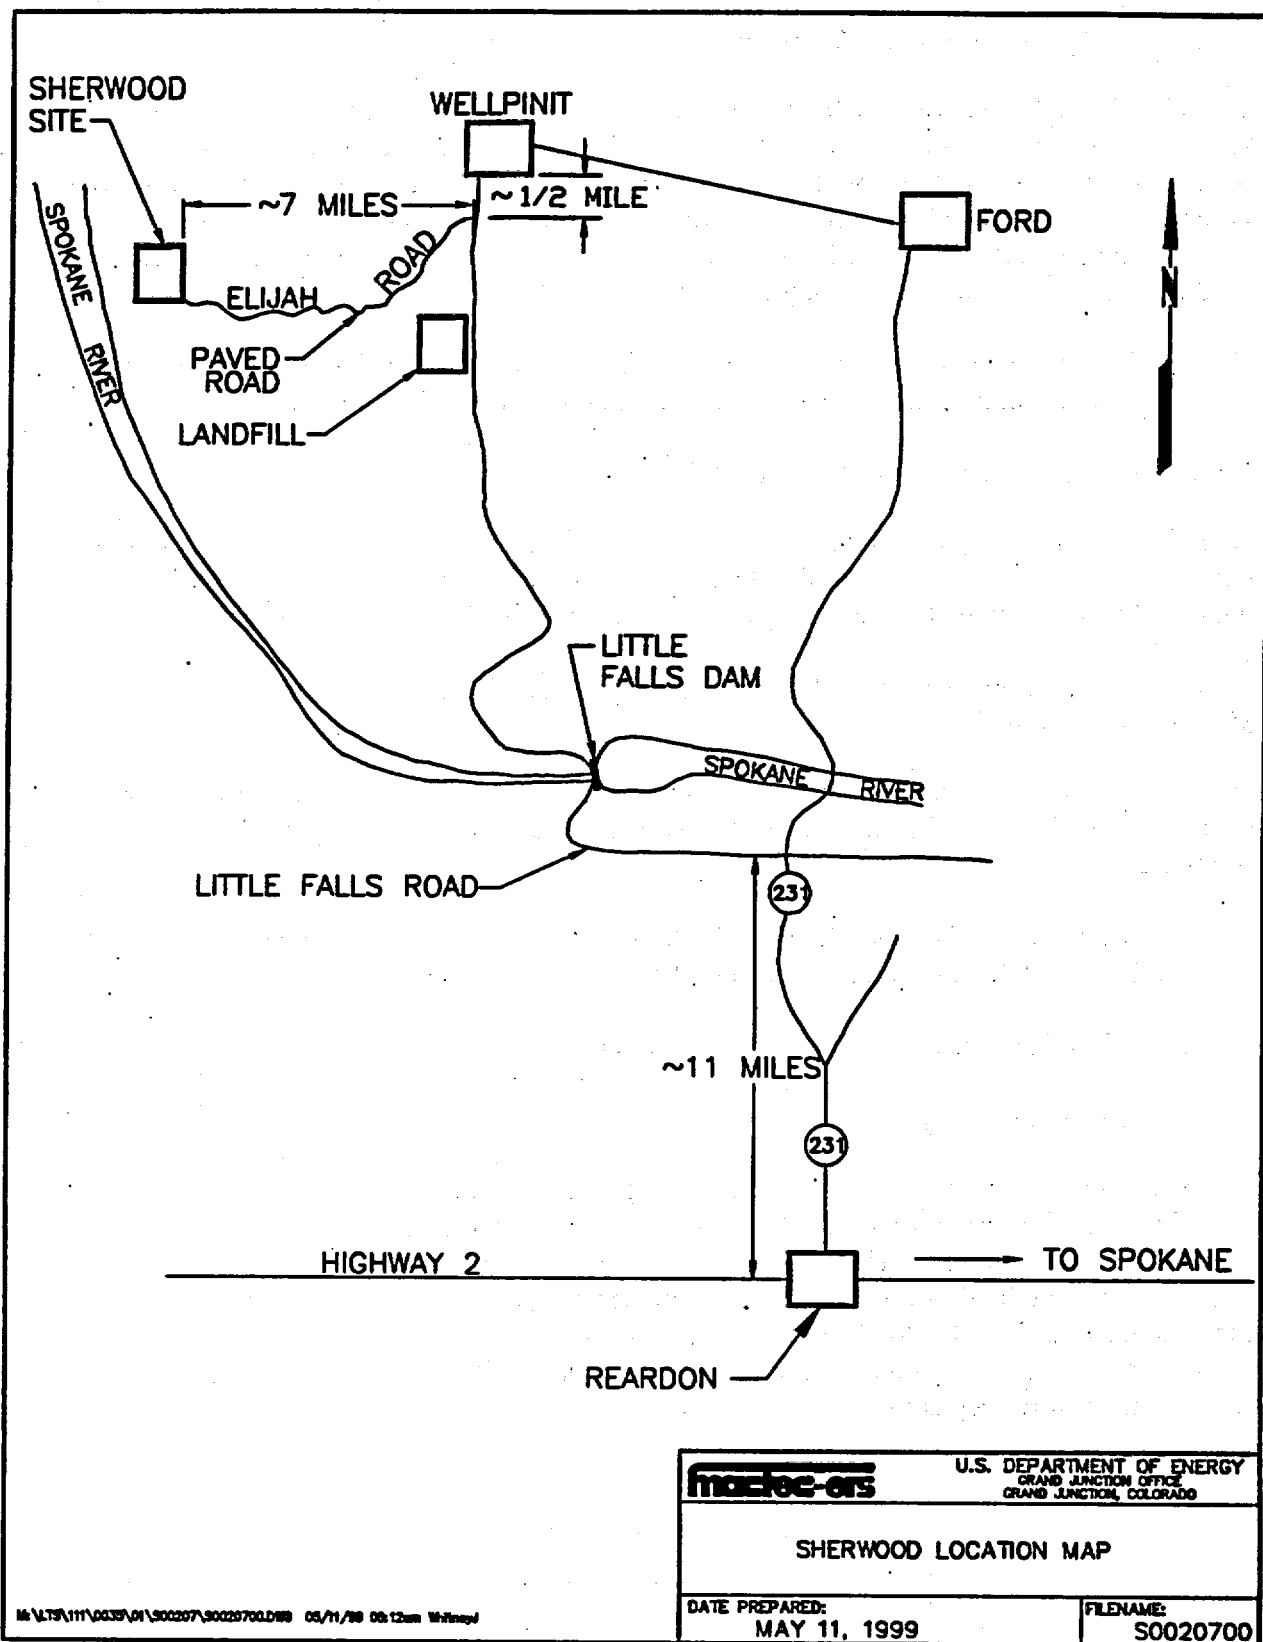 SHERWOOD
SITE
WELLPINIT
~7 MILES
~1/2 MILE
FORD
SPOKANE
RIVER
ELIJAH
ROAD
N
PAVED
ROAD
LANDFILL
LITTLE
FALLS DAM
SPOKANE
RIVER
LITTLE FALLS ROAD
231
~11 MILES
231
HIGHWAY 2
TO SPOKANE
REARDON
mactec-ers
U.S. DEPARTMENT OF ENERGY
GRAND JUNCTION OFFICE
GRAND JUNCTION, COLORADO
SHERWOOD LOCATION MAP
DATE PREPARED:
MAY 11, 1999
FILENAME:
S0020700